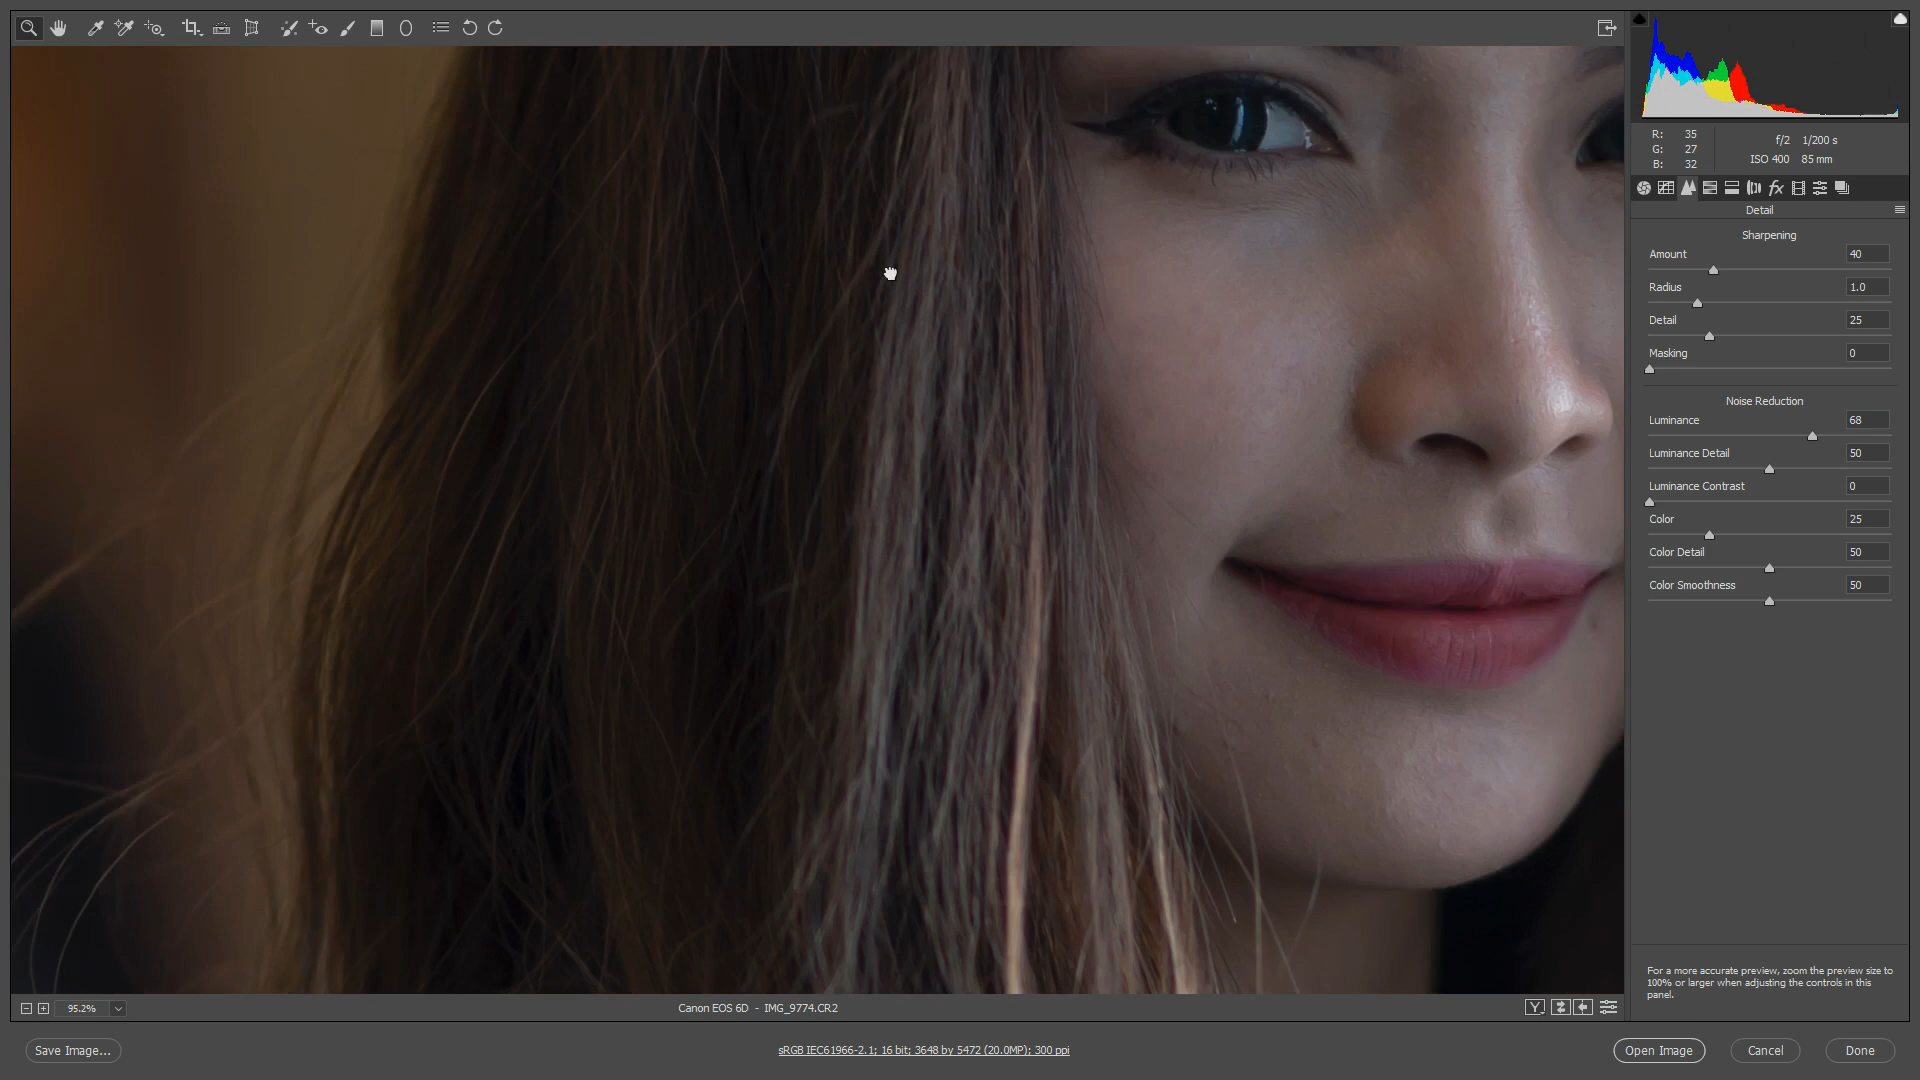 R: 35
G: 27
B: 32
f/2 1/200 s
ISO 400 85 mm
fx
Detail
Sharpening
Amount 40
Radius 1.0
Detail 25
Masking 0
Noise Reduction
Luminance 68
Luminance Detail 50
Luminance Contrast 0
Color 25
Color Detail 50
Color Smoothness 50
For a more accurate preview, zoom the preview size to
100% or larger when adjusting the controls in this
panel.
95.2%
Canon EOS 6D - IMG_9774.CR2
Y
Save Image...
sRGB IEC61966-2.1; 16 bit; 3648 by 5472 (20.0MP); 300 ppi
Open Image
Cancel
Done